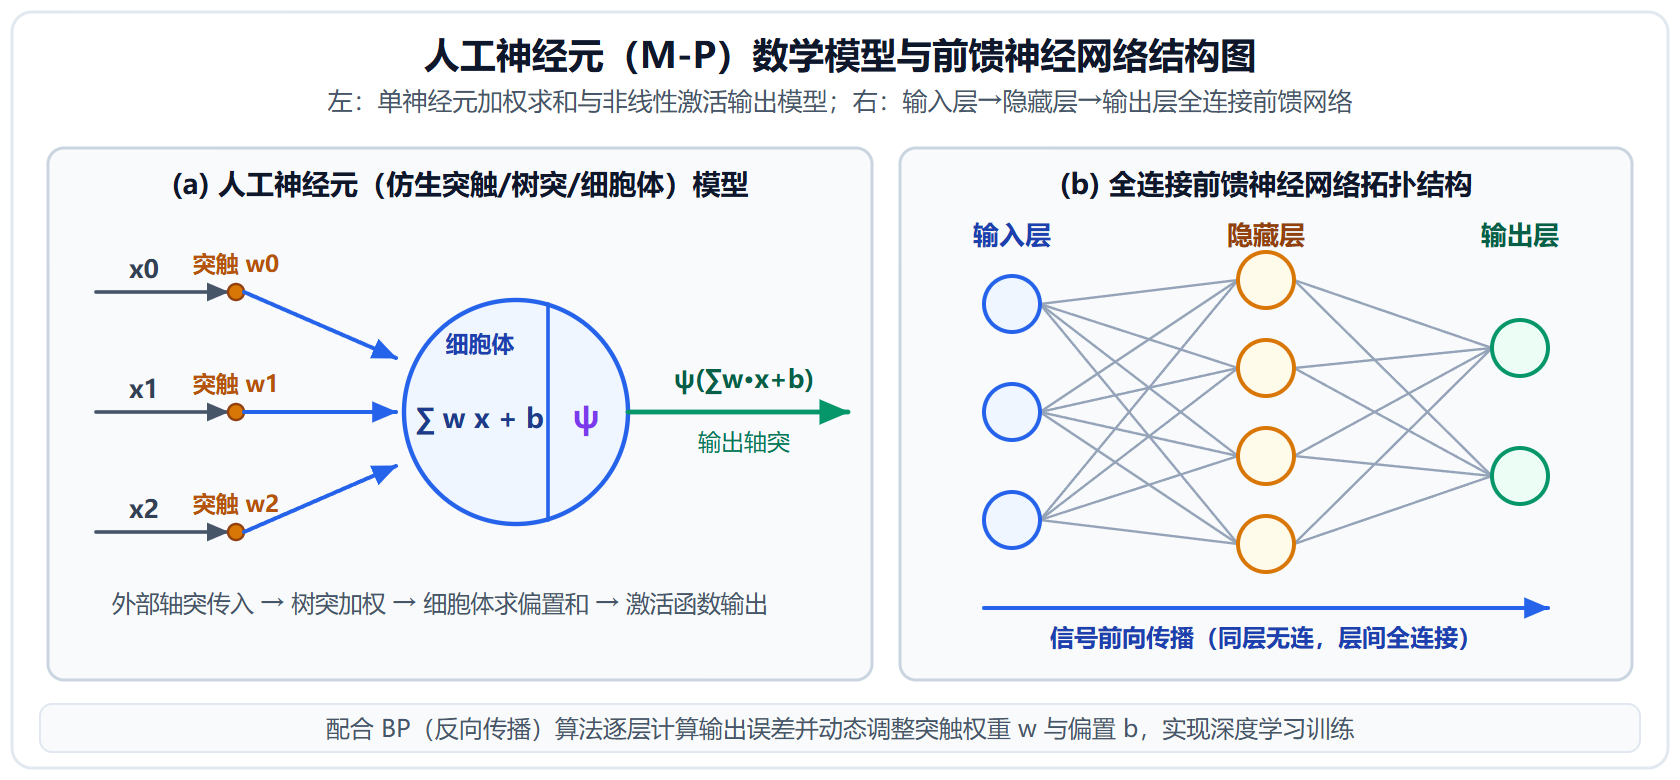 人工神经元（M-P）数学模型与前馈神经网络结构图
左：单神经元加权求和与非线性激活输出模型；右：输入层→隐藏层→输出层全连接前馈网络
(a) 人工神经元（仿生突触/树突/细胞体）模型
x0
突触 w0
x1
突触 w1
x2
突触 w2
细胞体
∑ w x + b
ψ
ψ(∑w•x+b)
输出轴突
外部轴突传入 → 树突加权 → 细胞体求偏置和 → 激活函数输出
(b) 全连接前馈神经网络拓扑结构
输入层
隐藏层
输出层
信号前向传播（同层无连，层间全连接）
配合 BP（反向传播）算法逐层计算输出误差并动态调整突触权重 w 与偏置 b，实现深度学习训练